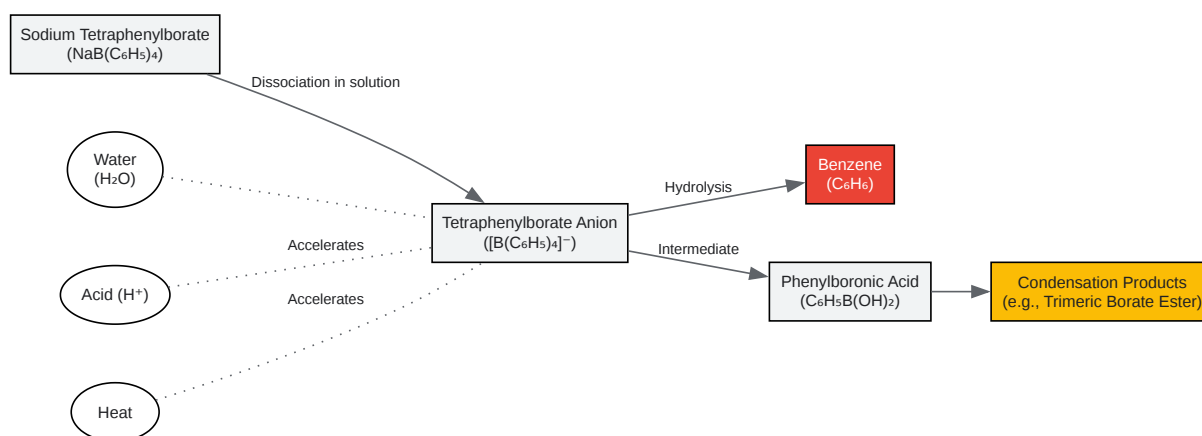 Sodium Tetraphenylborate
(NaB(C₆H₅)₄)
Dissociation in solution
Water
(H₂O)
Benzene
(C₆H₆)
Hydrolysis
Tetraphenylborate Anion
([B(C₆H₅)₄]⁻)
Accelerates
Intermediate
Acid (H⁺)
Accelerates
Phenylboronic Acid
(C₆H₅B(OH)₂)
Condensation Products
(e.g., Trimeric Borate Ester)
Heat